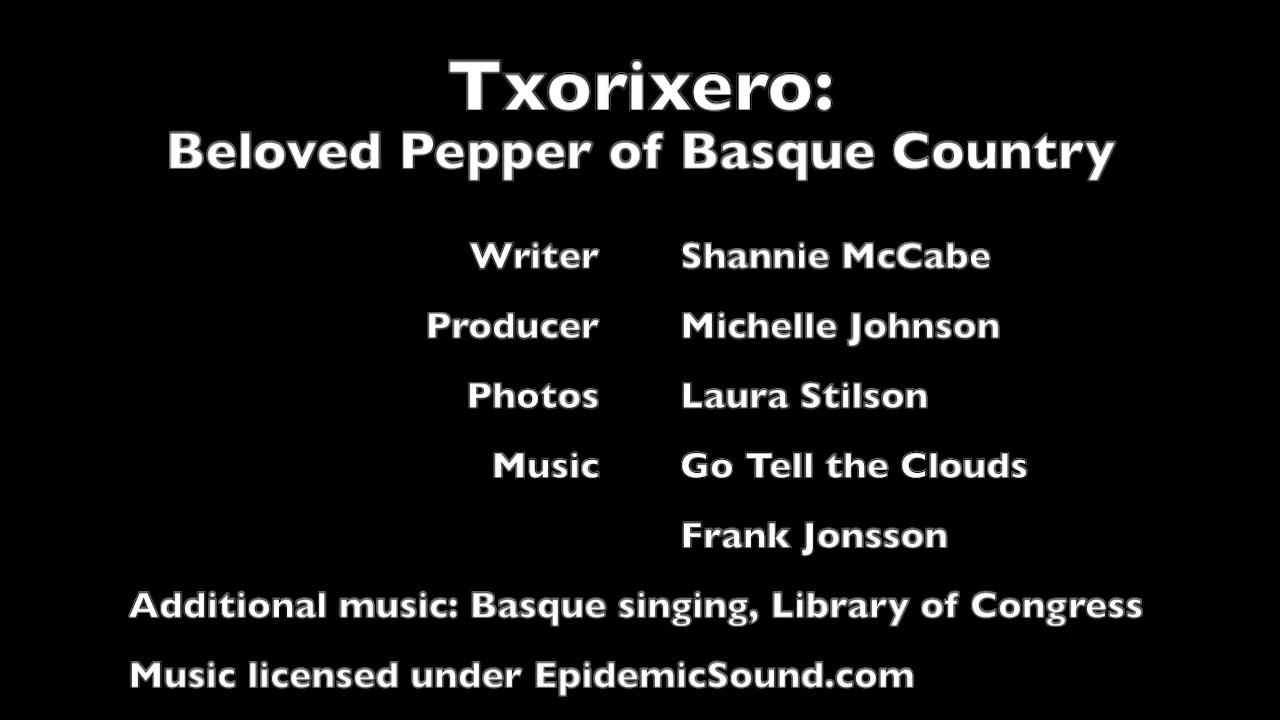 Txorixero:
Beloved Pepper of Basque Country
Writer Shannie McCabe
Producer Michelle Johnson
Photos Laura Stilson
Music Go Tell the Clouds
Frank Jonsson
Additional music: Basque singing, Library of Congress
Music licensed under EpidemicSound.com